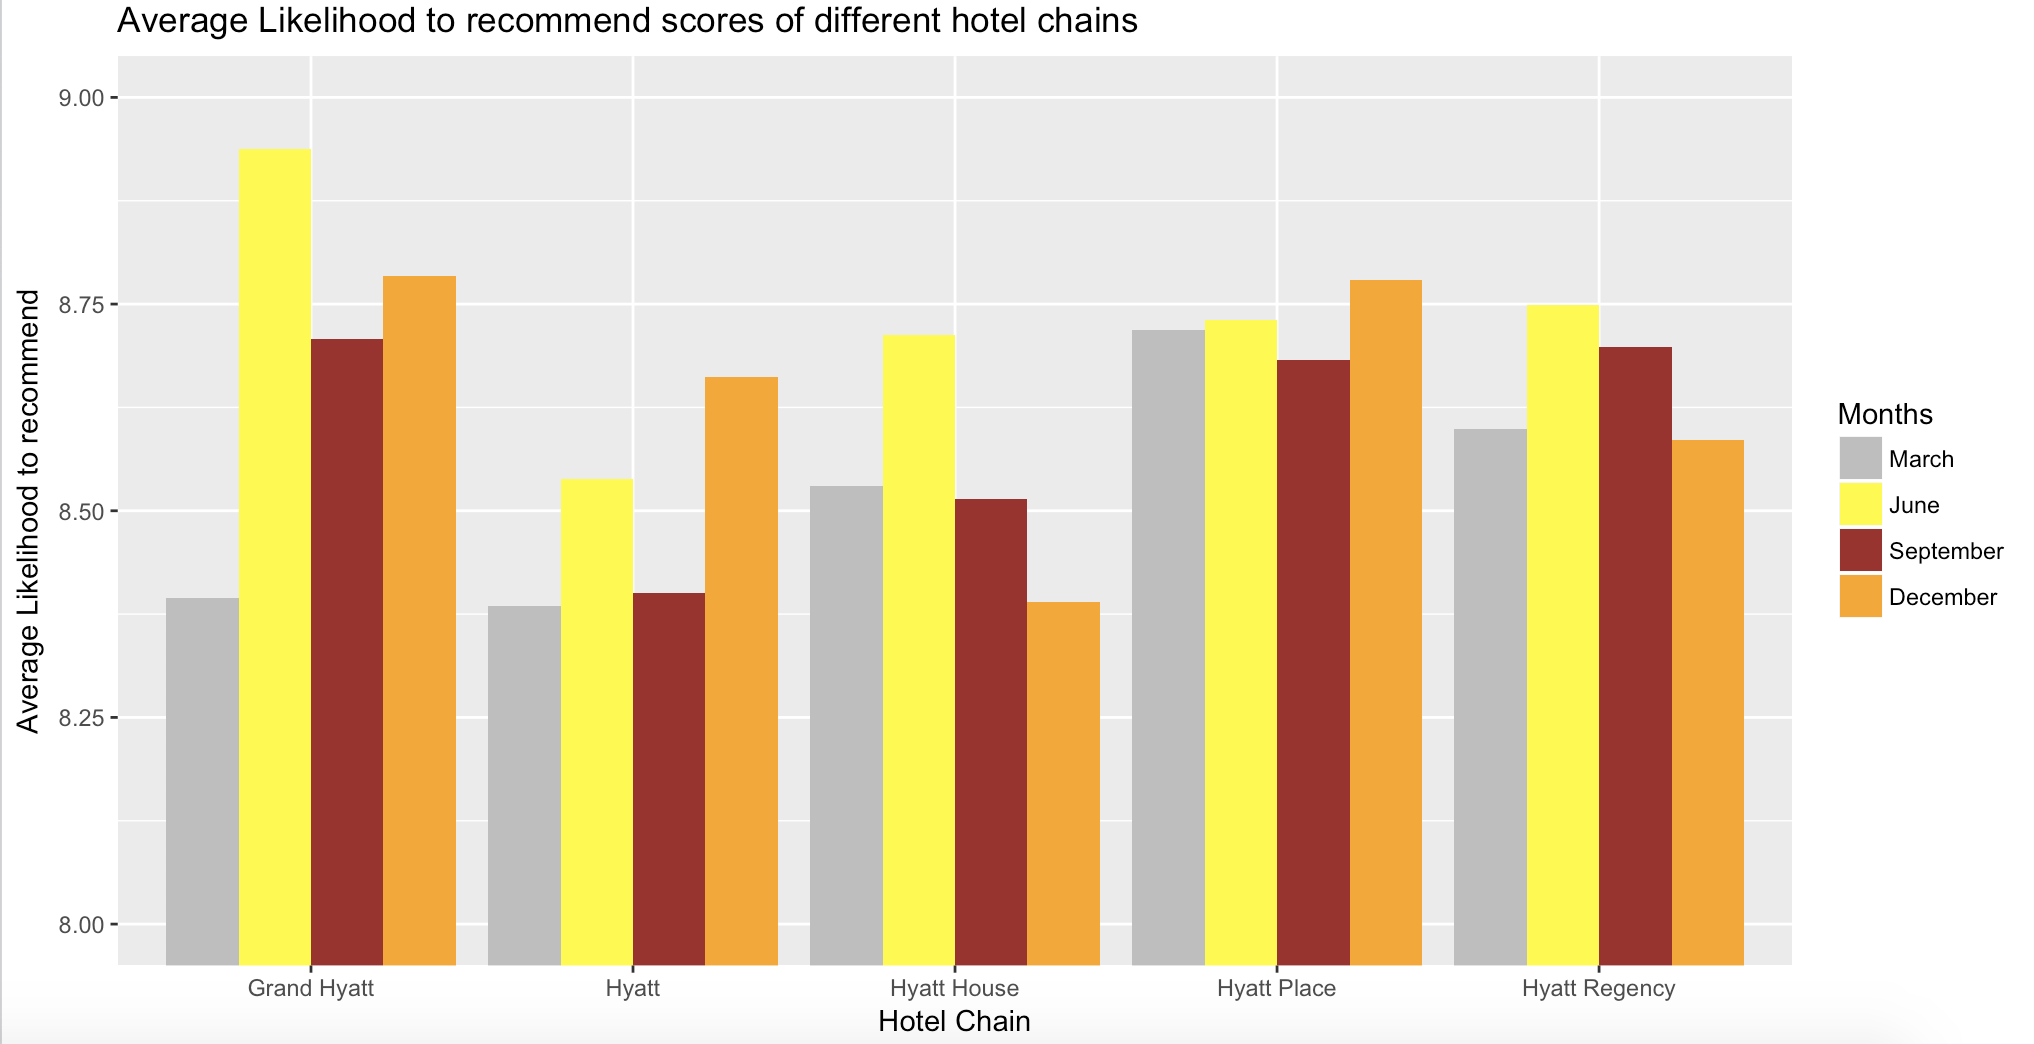 Average Likelihood to recommend scores of different hotel chains
Average Likelihood to recommend
9.00
8.75
8.50
8.25
8.00
Grand Hyatt
Hyatt
Hyatt House
Hyatt Place
Hyatt Regency
Hotel Chain
Months
March
June
September
December